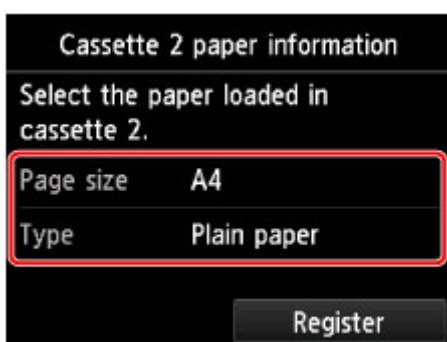 Cassette 2 paper information
Select the paper loaded in
cassette 2.
Page size A4
Type Plain paper
Register